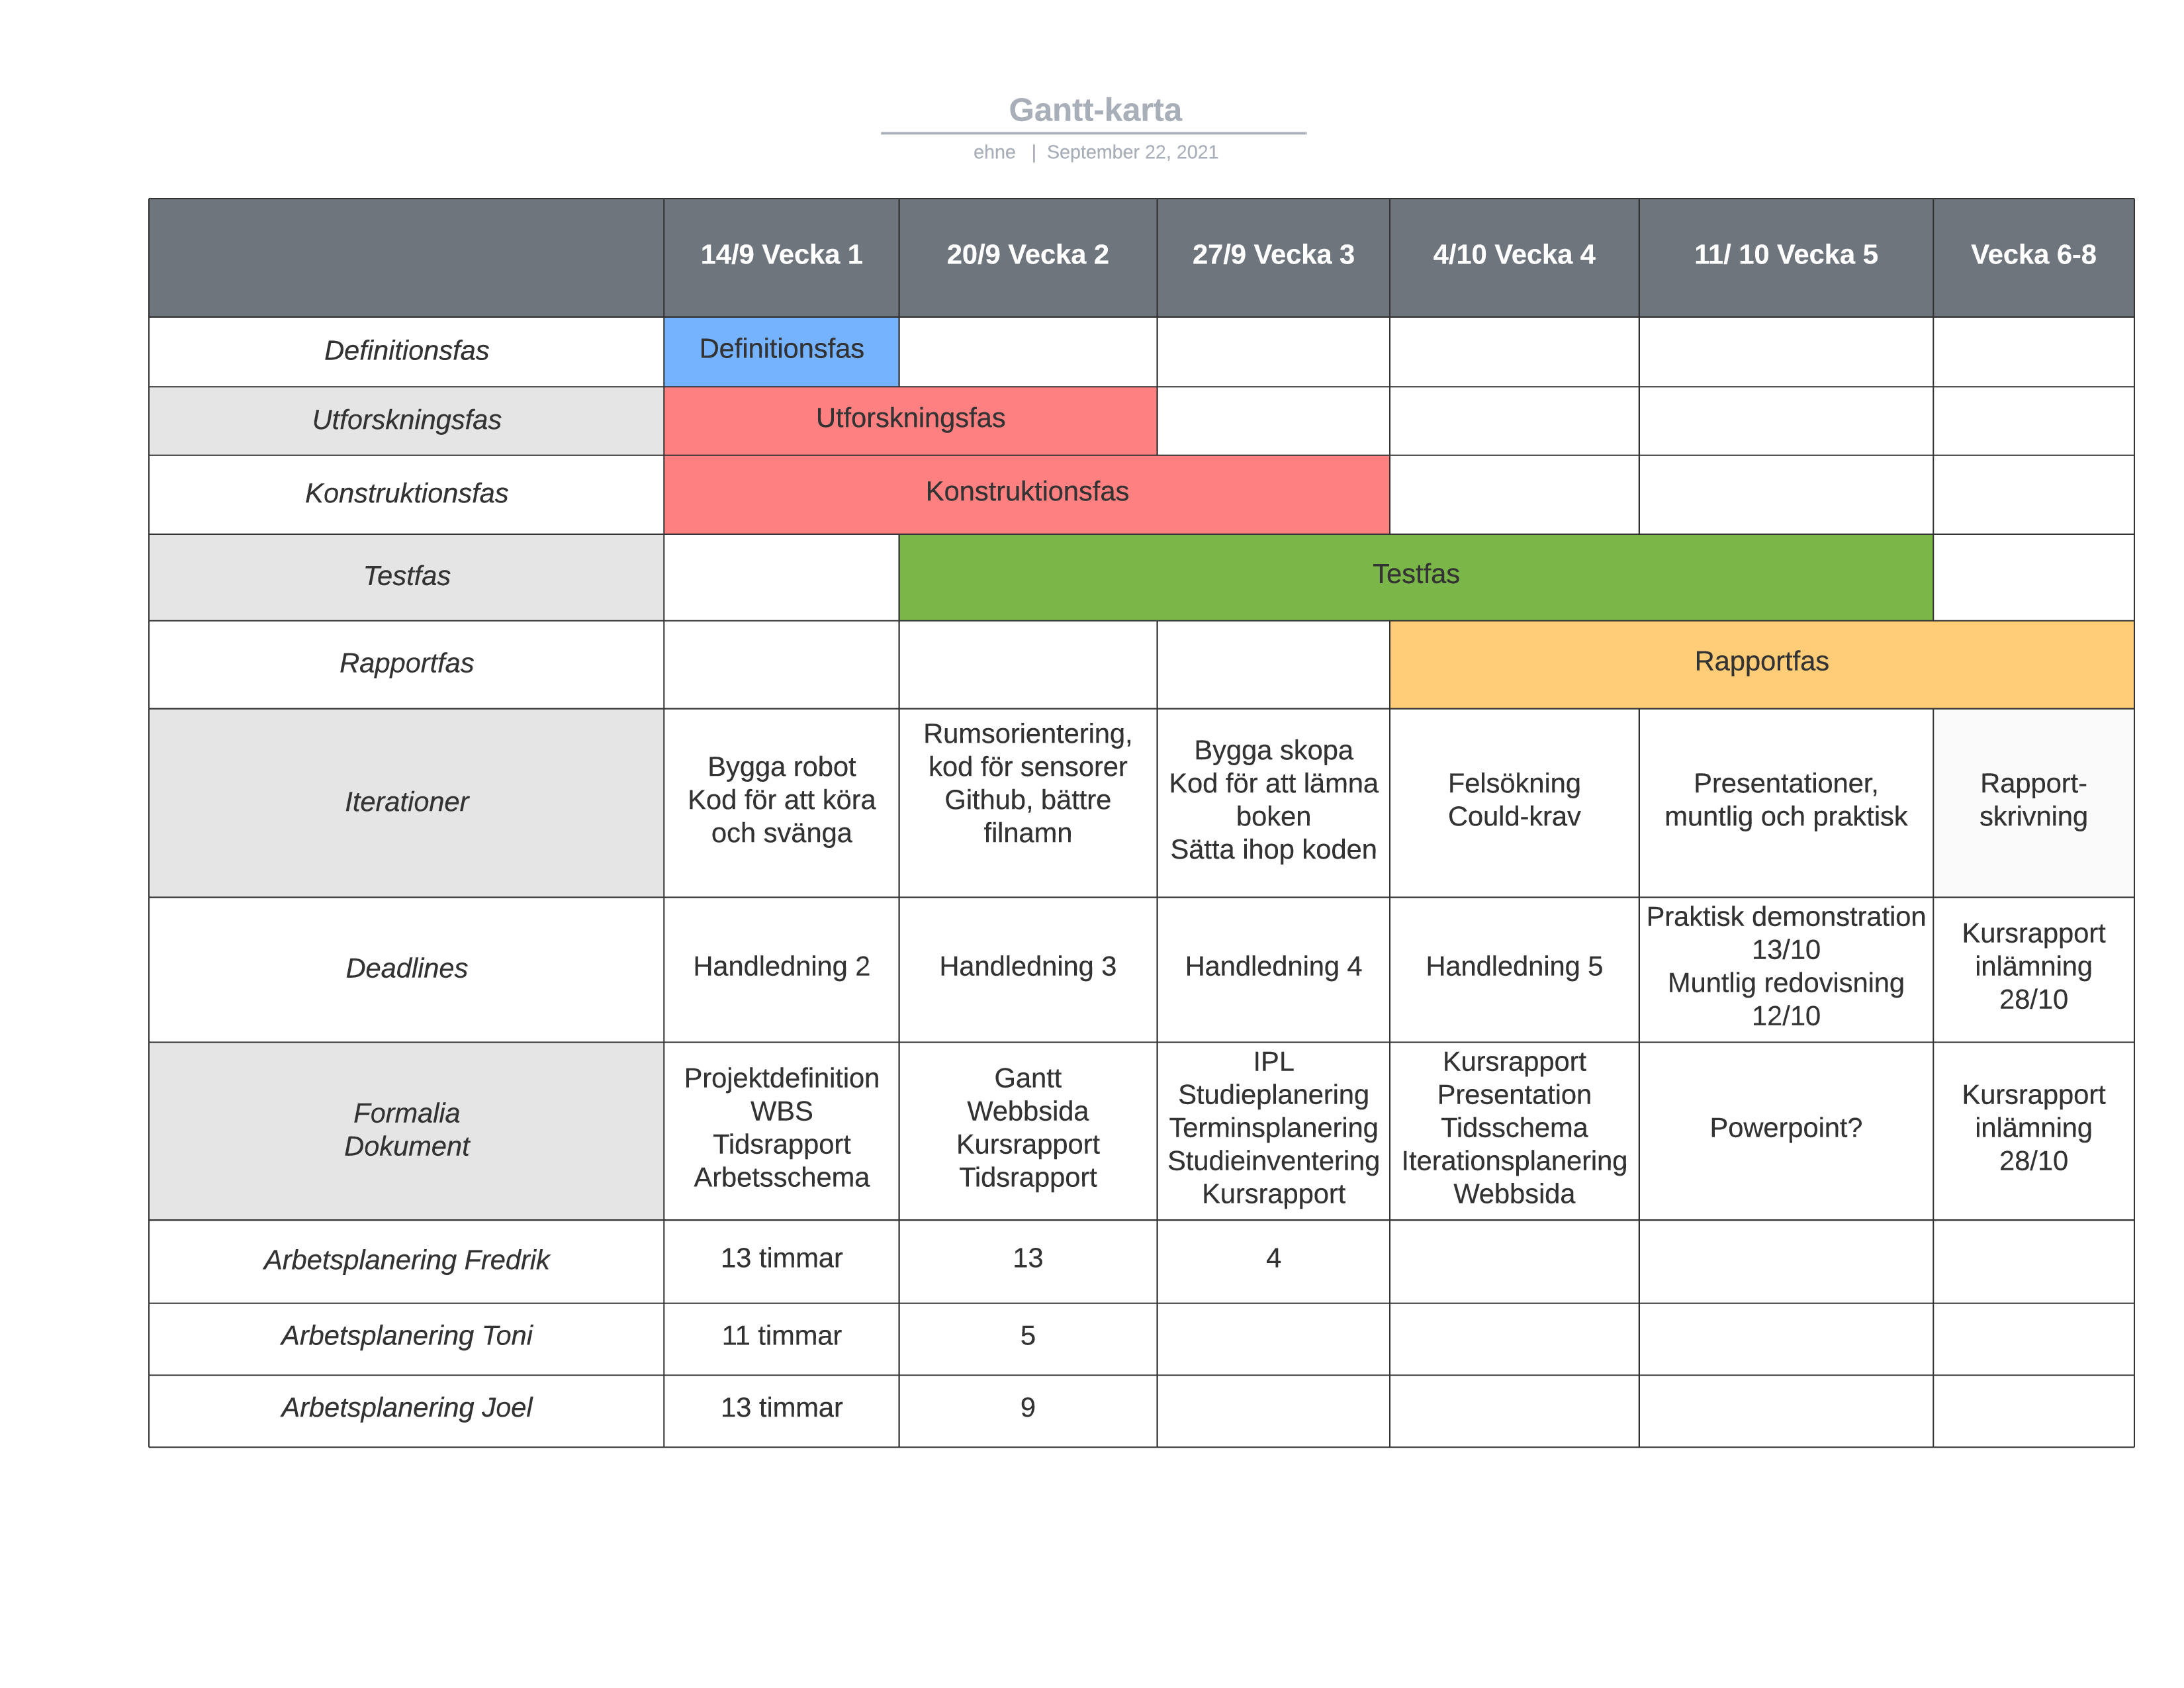 Gantt-karta
ehne | September 22, 2021
14/9 Vecka 1 20/9 Vecka 2 27/9 Vecka 3 4/10 Vecka 4 11/ 10 Vecka 5 Vecka 6-8
Definitionsfas Definitionsfas
Utforskningsfas Utforskningsfas
Konstruktionsfas Konstruktionsfas
Testfas Testfas
Rapportfas Rapportfas
Iterationer
Bygga robot
Kod för att köra
och svänga
Rumsorientering,
kod för sensorer
Github, bättre
filnamn
Bygga skopa
Kod för att lämna
boken
Sätta ihop koden
Felsökning
Could-krav
Presentationer,
muntlig och praktisk
Rapport-
skrivning
Deadlines
Handledning 2
Handledning 3
Handledning 4
Handledning 5
Praktisk demonstration
13/10
Muntlig redovisning
12/10
Kursrapport
inlämning
28/10
Formalia
Dokument
Projektdefinition
WBS
Tidsrapport
Arbetsschema
Gantt
Webbsida
Kursrapport
Tidsrapport
IPL
Studieplanering
Terminsplanering
Studieinventering
Kursrapport
Kursrapport
Presentation
Tidsschema
Iterationsplanering
Webbsida
Powerpoint?
Kursrapport
inlämning
28/10
Arbetsplanering Fredrik 13 timmar 13 4
Arbetsplanering Toni 11 timmar 5
Arbetsplanering Joel 13 timmar 9